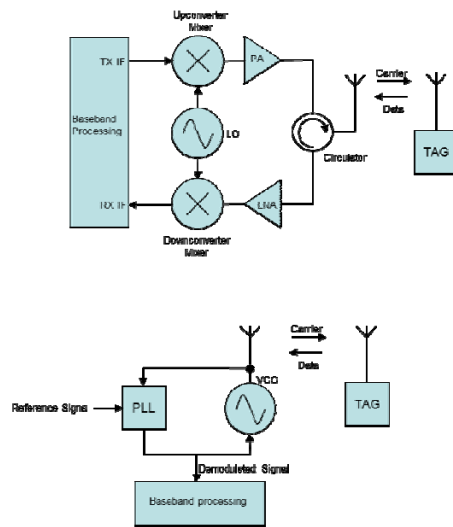 Upconverter
Mixer
TX IF
PA
Carrier
Data
Baseband
Processing
LO
Circulator
TAG
RX IF
LNA
Downconverter
Mixer
Carrier
Data
VCO
Reference Signal
PLL
TAG
Demodulated Signal
Baseband processing